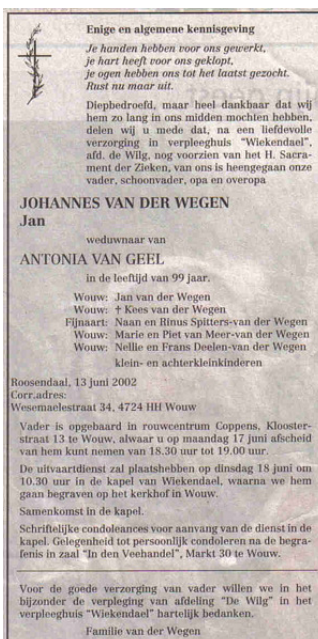 Enige en algemene kennisgeving
Je handen hebben voor ons gewerkt,
je hart heeft voor ons geklopt,
je ogen hebben ons tot het laatst gezocht.
Rust nu maar uit.
Diepbedroefd, maar heel dankbaar dat wij
hem zo lang in ons midden mochten hebben,
delen wij u mede dat, na een liefdevolle
verzorging in verpleeghuis "Wiekendael",
afd. de Wilg, nog voorzien van het H. Sacra-
ment der Zieken, van ons is heengegaan onze
vader, schoonvader, opa en overopa
JOHANNES VAN DER WEGEN
Jan
weduwnaar van
ANTONIA VAN GEEL
in de leeftijd van 99 jaar.
Wouw: Jan van der Wegen
Wouw: † Kees van der Wegen
Fijnaart: Naan en Rinus Spitters-van der Wegen
Wouw: Marie en Piet van Meer-van der Wegen
Wouw: Nellie en Frans Deelen-van der Wegen
klein- en achterkleinkinderen
Roosendaal, 13 juni 2002
Corr.adres:
Wesemaelestraat 34, 4724 HH Wouw
Vader is opgebaard in rouwcentrum Coppens, Klooster-
straat 13 te Wouw, alwaar u op maandag 17 juni afscheid
van hem kunt nemen van 18.30 uur tot 19.00 uur.
De uitvaartdienst zal plaatshebben op dinsdag 18 juni om
10.30 uur in de kapel van Wiekendael, waarna we hem
gaan begraven op het kerkhof in Wouw.
Samenkomst in de kapel.
Schriftelijke condoleances voor aanvang van de dienst in de
kapel. Gelegenheid tot persoonlijk condoleren na de begra-
fenis in zaal "In den Veehandel", Markt 30 te Wouw.
Voor de goede verzorging van vader willen we in het
bijzonder de verpleging van afdeling "De Wilg" in het
verpleeghuis "Wiekendael" hartelijk bedanken.
Familie van der Wegen